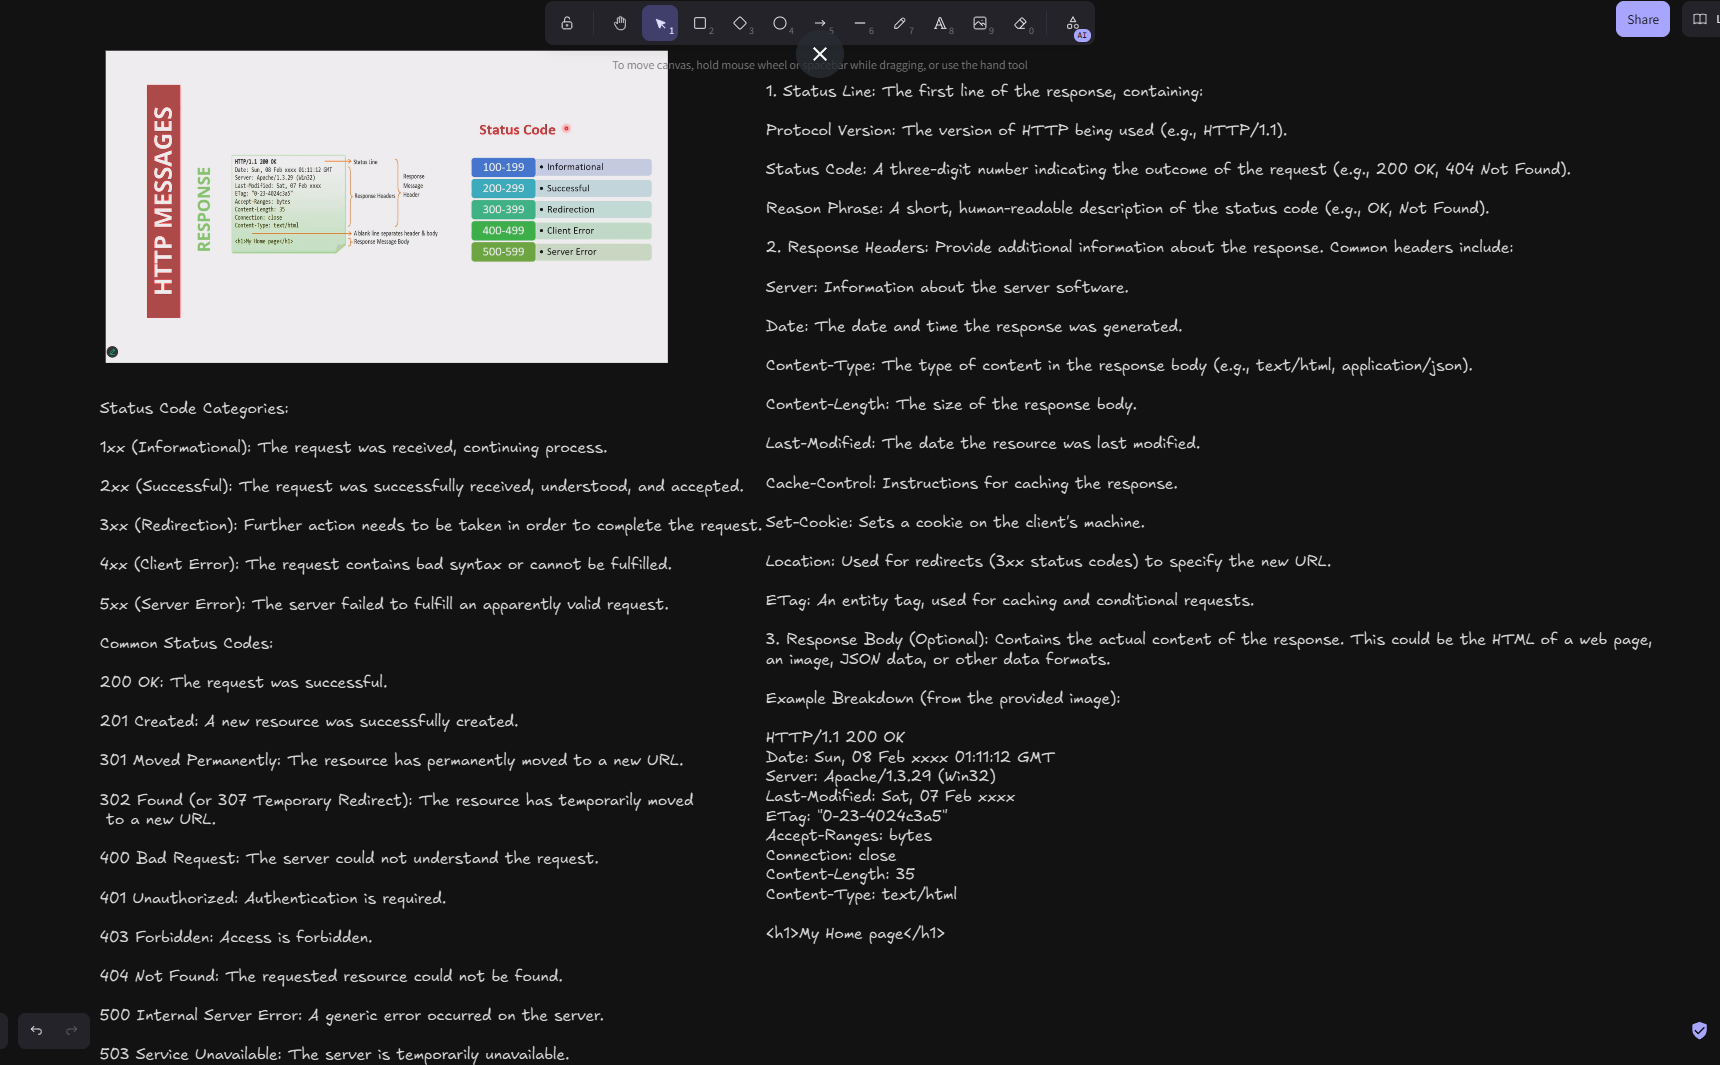 1
2
3
4
5
6
7
8
9
0
AI
Share
To move canvas, hold mouse wheel or spacebar while dragging, or use the hand tool
HTTP MESSAGES
RESPONSE
HTTP/1.1 200 OK
Date: Sun, 08 Feb xxxx 01:11:12 GMT
Server: Apache/1.3.29 (Win32)
Last-Modified: Sat, 07 Feb xxxx
ETag: "0-23-4024c3a5"
Accept-Ranges: bytes
Content-Length: 35
Connection: close
Content-Type: text/html
<h1>My Home page</h1>
Status Line
Response Headers
Response
Message
Header
A blank line separates header & body
Response Message Body
Status Code
100-199 • Informational
200-299 • Successful
300-399 • Redirection
400-499 • Client Error
500-599 • Server Error
Status Code Categories:
1xx (Informational): The request was received, continuing process.
2xx (Successful): The request was successfully received, understood, and accepted.
3xx (Redirection): Further action needs to be taken in order to complete the request.
4xx (Client Error): The request contains bad syntax or cannot be fulfilled.
5xx (Server Error): The server failed to fulfill an apparently valid request.
Common Status Codes:
200 OK: The request was successful.
201 Created: A new resource was successfully created.
301 Moved Permanently: The resource has permanently moved to a new URL.
302 Found (or 307 Temporary Redirect): The resource has temporarily moved
to a new URL.
400 Bad Request: The server could not understand the request.
401 Unauthorized: Authentication is required.
403 Forbidden: Access is forbidden.
404 Not Found: The requested resource could not be found.
500 Internal Server Error: A generic error occurred on the server.
503 Service Unavailable: The server is temporarily unavailable.
1. Status Line: The first line of the response, containing:
Protocol Version: The version of HTTP being used (e.g., HTTP/1.1).
Status Code: A three-digit number indicating the outcome of the request (e.g., 200 OK, 404 Not Found).
Reason Phrase: A short, human-readable description of the status code (e.g., OK, Not Found).
2. Response Headers: Provide additional information about the response. Common headers include:
Server: Information about the server software.
Date: The date and time the response was generated.
Content-Type: The type of content in the response body (e.g., text/html, application/json).
Content-Length: The size of the response body.
Last-Modified: The date the resource was last modified.
Cache-Control: Instructions for caching the response.
Set-Cookie: Sets a cookie on the client's machine.
Location: Used for redirects (3xx status codes) to specify the new URL.
ETag: An entity tag, used for caching and conditional requests.
3. Response Body (Optional): Contains the actual content of the response. This could be the HTML of a web page,
an image, JSON data, or other data formats.
Example Breakdown (from the provided image):
HTTP/1.1 200 OK
Date: Sun, 08 Feb xxxx 01:11:12 GMT
Server: Apache/1.3.29 (Win32)
Last-Modified: Sat, 07 Feb xxxx
ETag: "0-23-4024c3a5"
Accept-Ranges: bytes
Connection: close
Content-Length: 35
Content-Type: text/html
<h1>My Home page</h1>